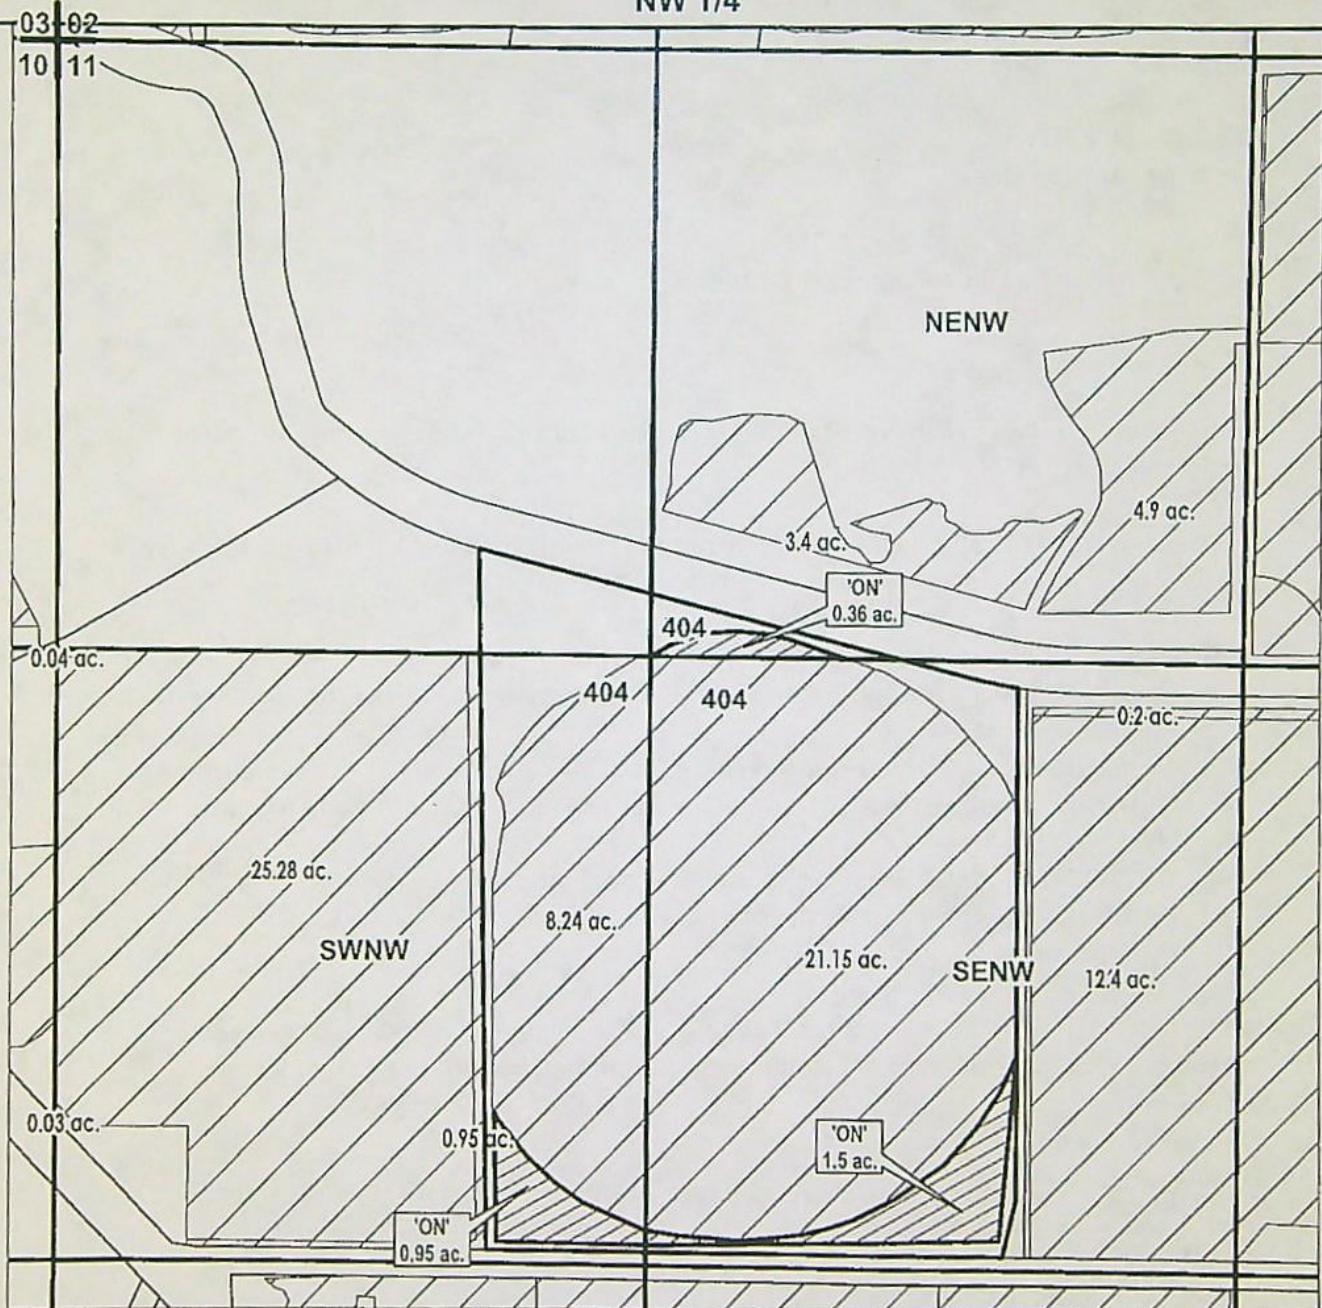 NW 1/4
03 02
10 11
NENW
4.9 ac.
3.4 ac.
'ON'
0.36 ac.
404
0.04 ac.
404
404
0.2 ac.
25.28 ac.
8.24 ac.
SWNW
21.15 ac.
SENW
12.4 ac.
0.03 ac.
0.95 ac.
'ON'
1.5 ac.
'ON'
0.95 ac.